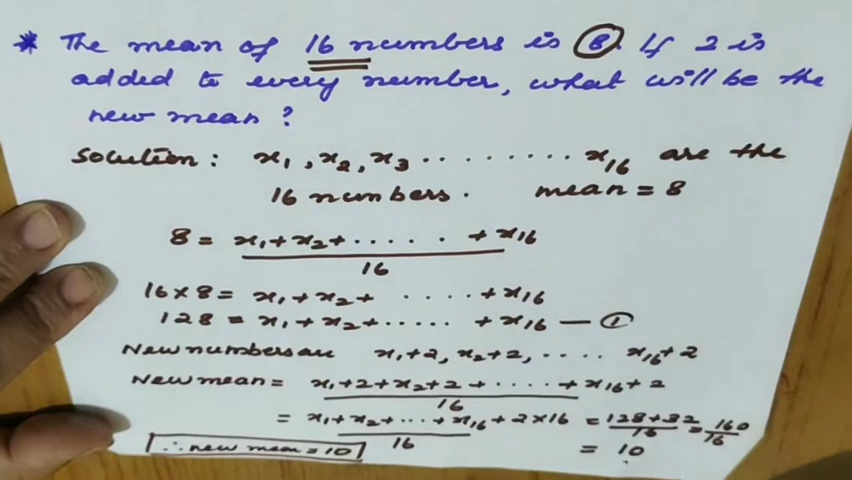 * The mean of 16 numbers is 8. If 2 is
added to every number, what will be the
new mean?
Solution: x₁, x₂, x₃ ......... x₁₆ are the
16 numbers. mean = 8
8 = x₁+x₂+ ..... . +x₁₆
16
16×8= x₁+x₂+ .... +x₁₆
128 = x₁+x₂+..... +x₁₆ — ①
New numbers are x₁+2, x₂+2, .... x₁₆+2
New mean = x₁+2+x₂+2+.....+x₁₆+2
16
= x₁+x₂+...+x₁₆+2×16 = 128+32 = 160
16 16 16
∴ new mean = 10 = 10